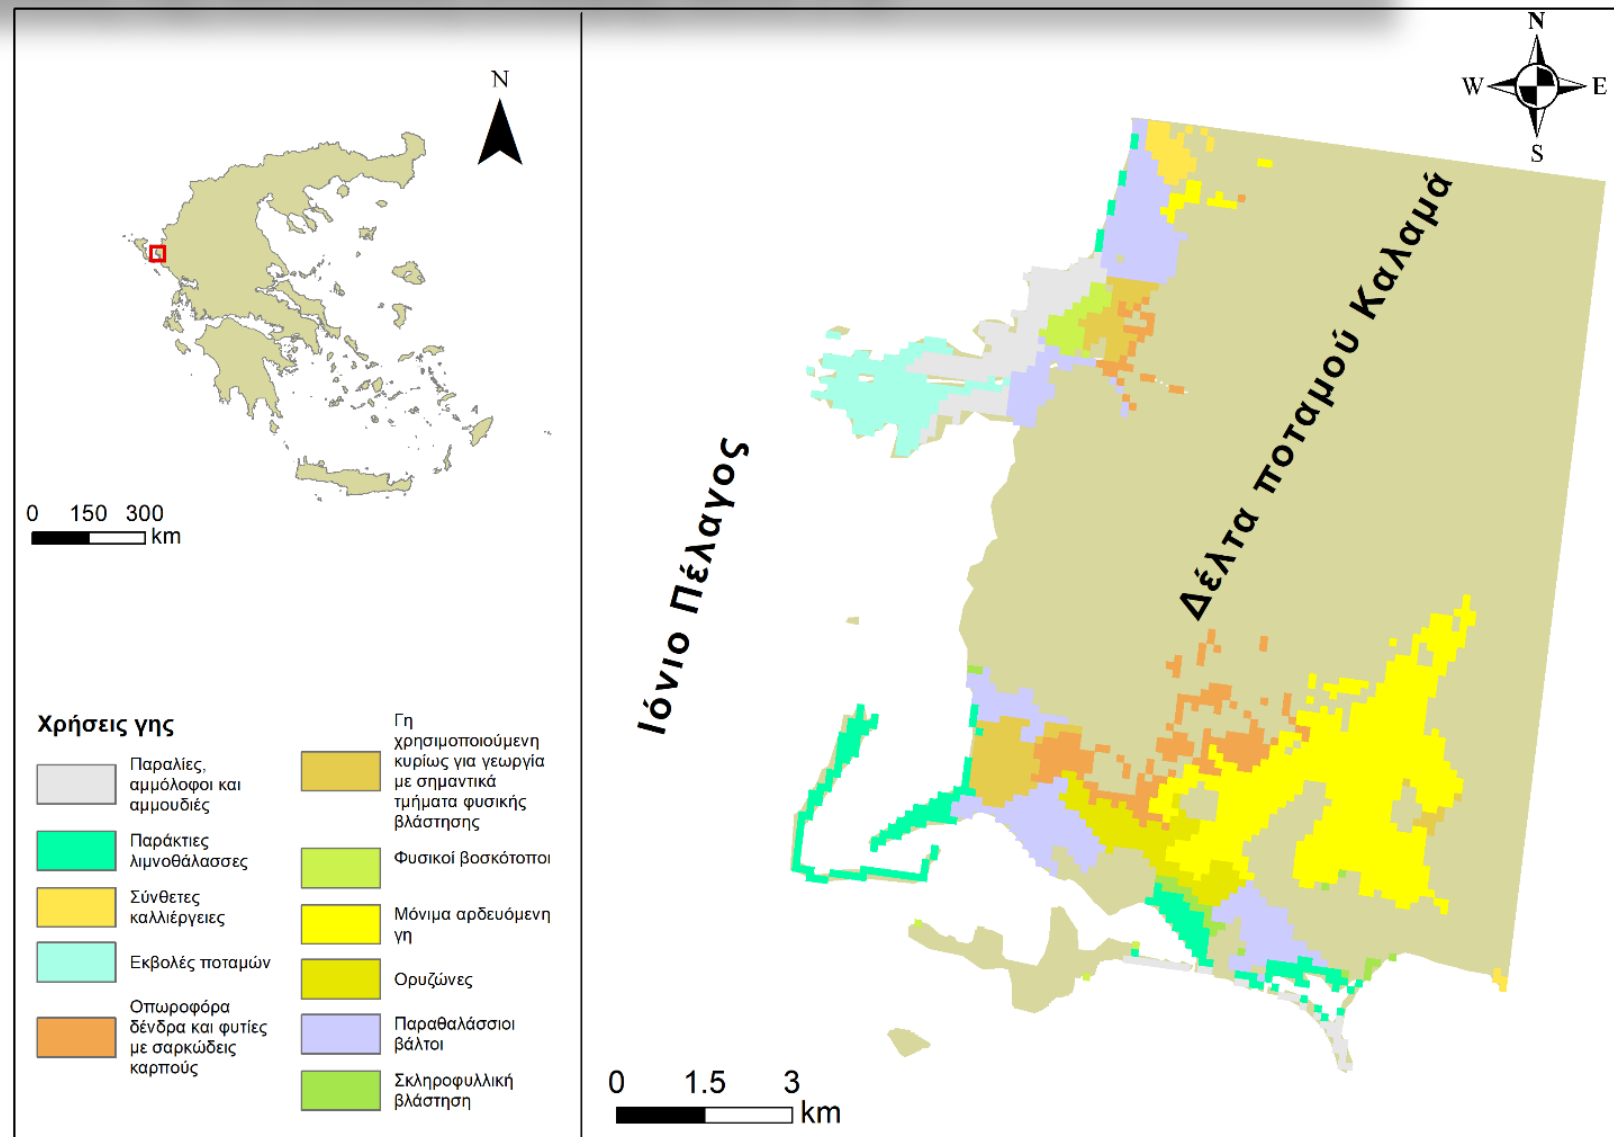 N
0 150 300
km
Χρήσεις γης
Παραλίες,
αμμόλοφοι και
αμμουδιές
Παράκτιες
λιμνοθάλασσες
Σύνθετες
καλλιέργειες
Εκβολές ποταμών
Οπωροφόρα
δένδρα και φυτίες
με σαρκώδεις
καρπούς
Γη
χρησιμοποιούμενη
κυρίως για γεωργία
με σημαντικά
τμήματα φυσικής
βλάστησης
Φυσικοί βοσκότοποι
Μόνιμα αρδευόμενη
γη
Ορυζώνες
Παραθαλάσσιοι
βάλτοι
Σκληροφυλλική
βλάστηση
N
W E
S
Ιόνιο Πέλαγος
Δέλτα ποταμού Καλαμά
0 1.5 3
km